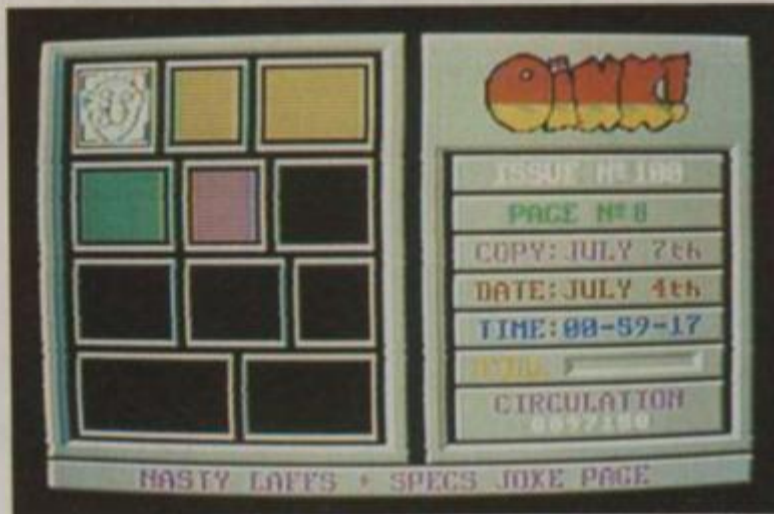 OiNK!
ISSUE Nº 100
PAGE Nº 8
COPY: JULY 7th
DATE: JULY 4th
TIME: 00-59-17
CIRCULATION
NASTY LAFFS + SPECS JOKE PAGE